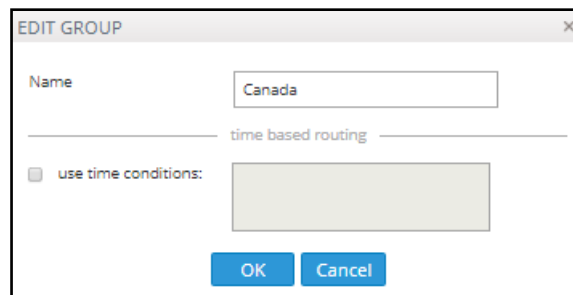 EDIT GROUP ×
Name Canada
time based routing
use time conditions:
OK Cancel